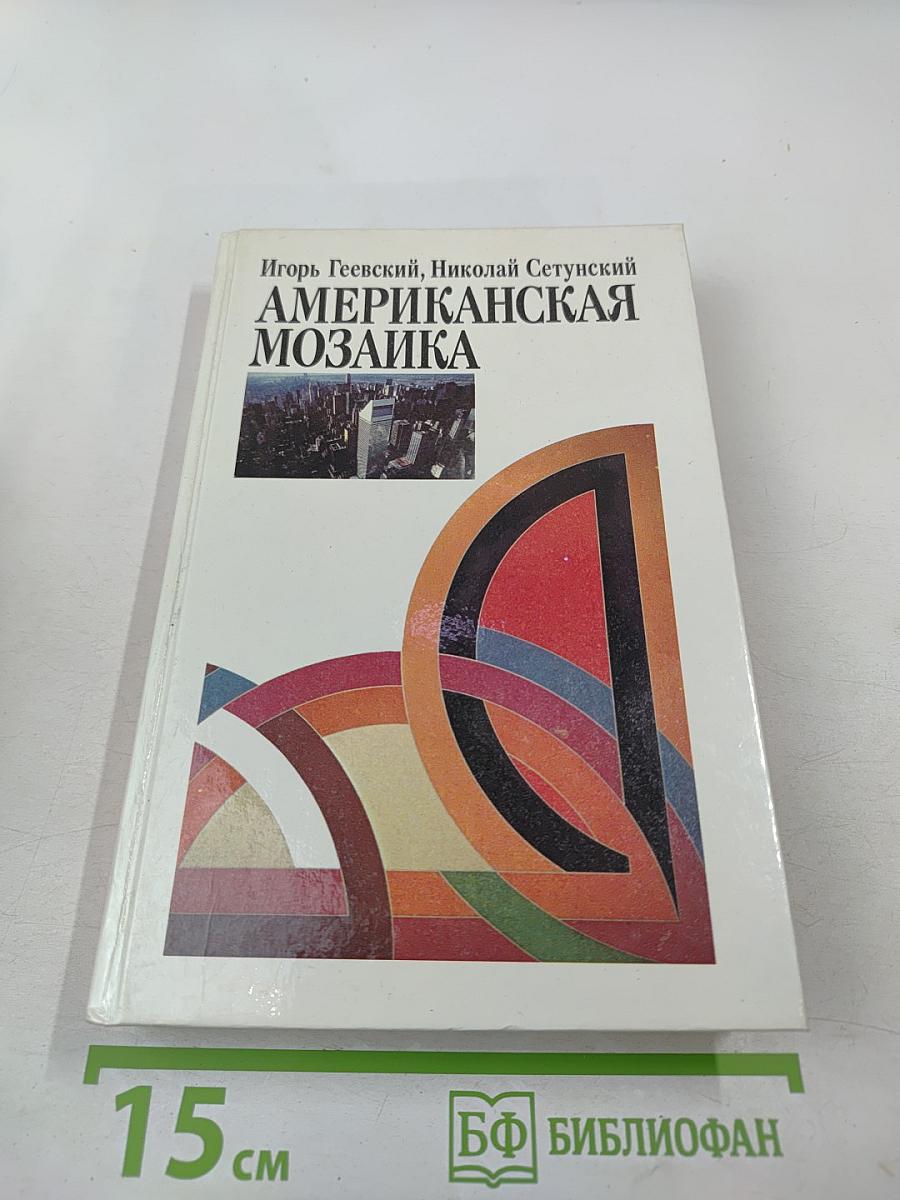 Игорь Геевский, Николай Сетунский
АМЕРИКАНСКАЯ
МОЗАИКА
15 см
БФ БИБЛИОФАН